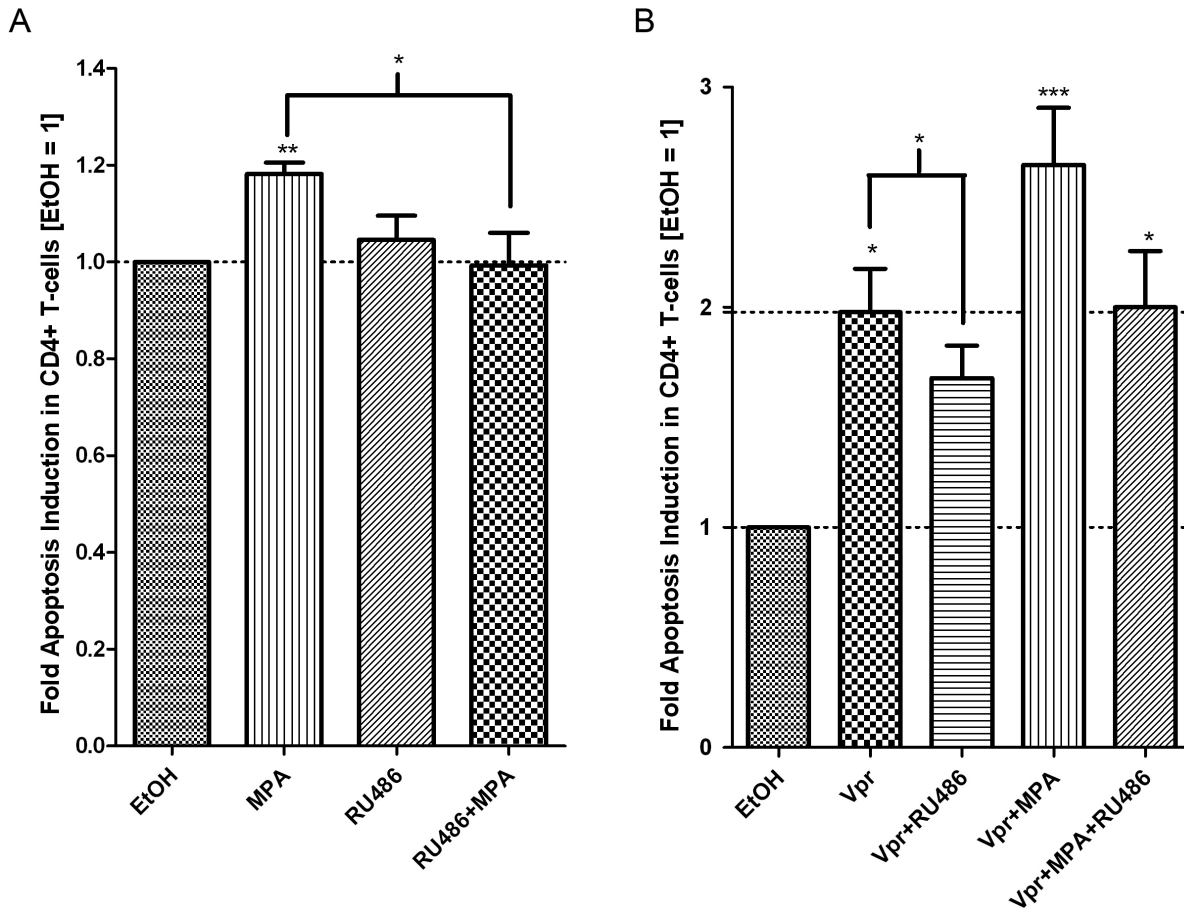 A
Fold Apoptosis Induction in CD4+ T-cells [EtOH = 1]
1.4
1.2
1.0
0.8
0.6
0.4
0.2
0.0
*
**
EtOH
MPA
RU486
RU486+MPA
B
Fold Apoptosis Induction in CD4+ T-cells [EtOH = 1]
3
2
1
0
*
*
***
*
EtOH
Vpr
Vpr+RU486
Vpr+MPA
Vpr+MPA+RU486